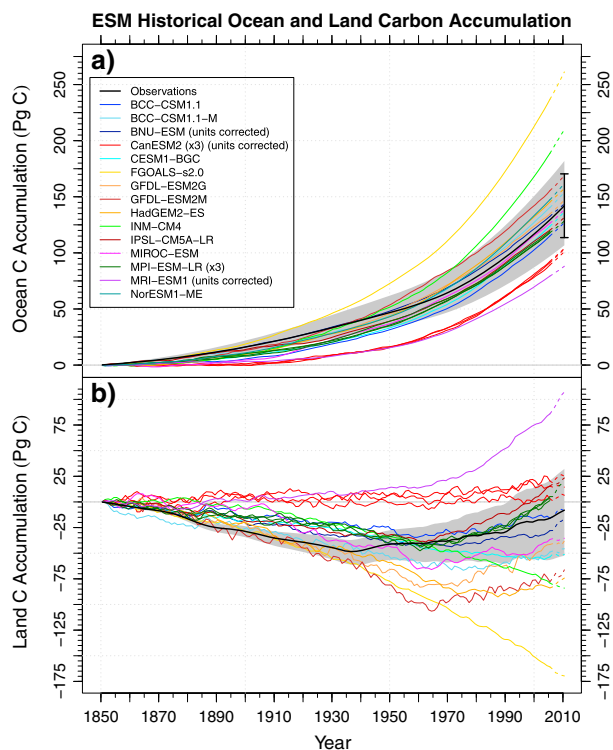 ESM Historical Ocean and Land Carbon Accumulation
a)
Observations
BCC−CSM1.1
BCC−CSM1.1−M
BNU−ESM (units corrected)
CanESM2 (x3) (units corrected)
CESM1−BGC
FGOALS−s2.0
GFDL−ESM2G
GFDL−ESM2M
HadGEM2−ES
INM−CM4
IPSL−CM5A−LR
MIROC−ESM
MPI−ESM−LR (x3)
MRI−ESM1 (units corrected)
NorESM1−ME
Ocean C Accumulation (Pg C)
0 50 100 150 200 250
0 50 100 150 200 250
b)
Land C Accumulation (Pg C)
−175 −125 −75 −25 25 75
−175 −125 −75 −25 25 75
1850 1870 1890 1910 1930 1950 1970 1990 2010
Year